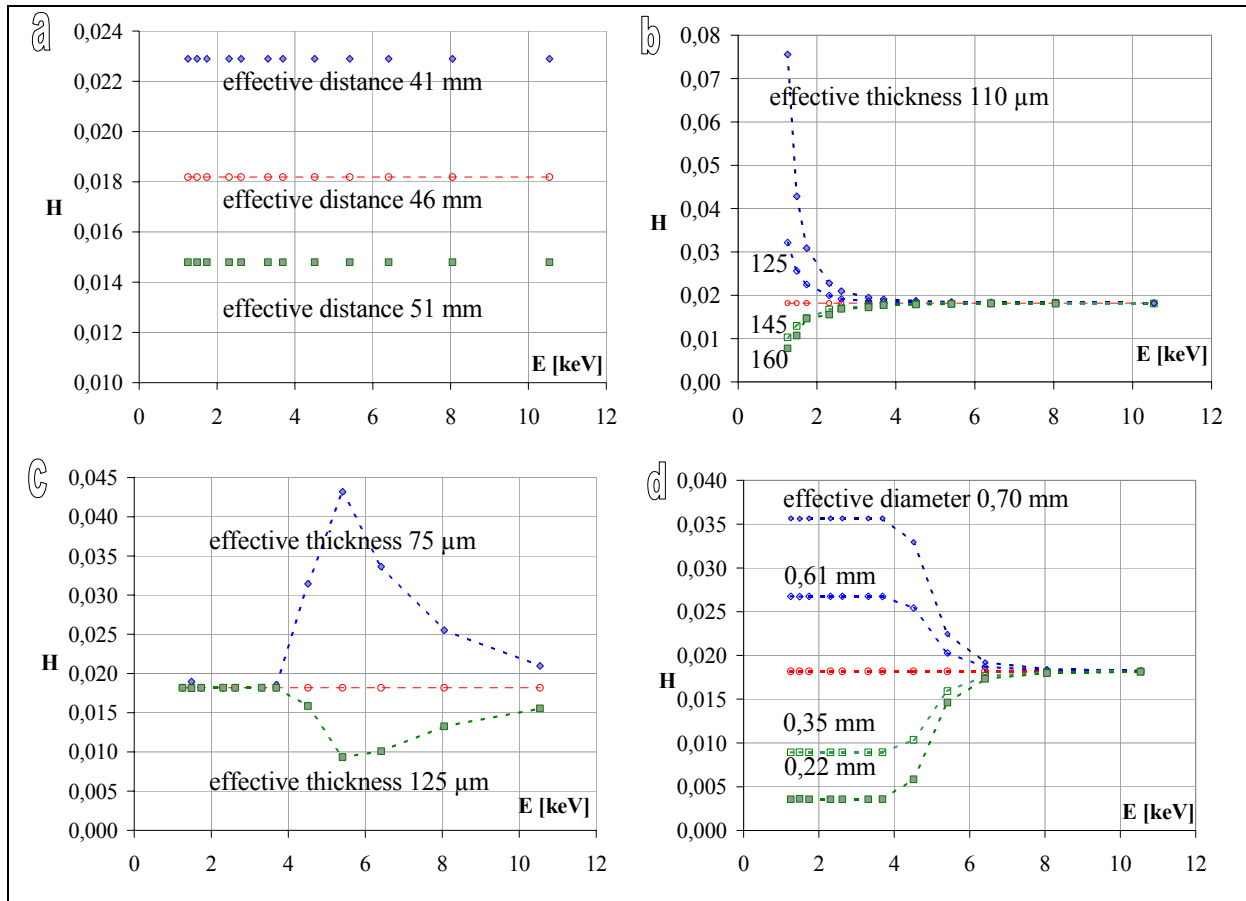 a
0,024
0,022
0,020
0,018
0,016
0,014
0,012
0,010
H
effective distance 41 mm
effective distance 46 mm
effective distance 51 mm
E [keV]
0 2 4 6 8 10 12
b
0,08
0,07
0,06
0,05
0,04
0,03
0,02
0,01
0,00
H
effective thickness 110 µm
125
145
160
E [keV]
0 2 4 6 8 10 12
c
0,045
0,040
0,035
0,030
0,025
0,020
0,015
0,010
0,005
0,000
H
effective thickness 75 µm
effective thickness 125 µm
E [keV]
0 2 4 6 8 10 12
d
0,040
0,035
0,030
0,025
0,020
0,015
0,010
0,005
0,000
H
effective diameter 0,70 mm
0,61 mm
0,35 mm
0,22 mm
E [keV]
0 2 4 6 8 10 12